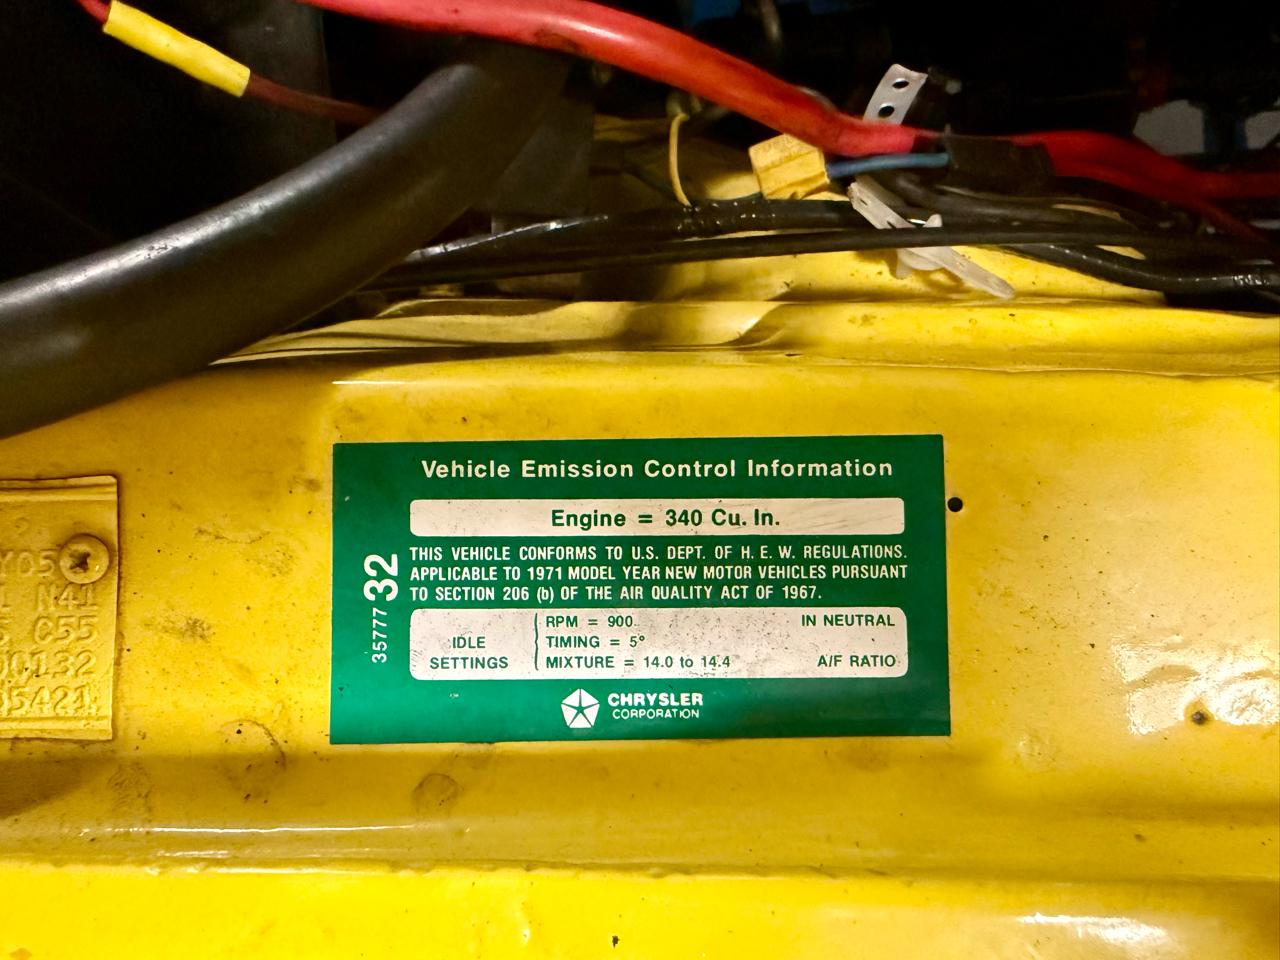 Vehicle Emission Control Information
Engine = 340 Cu. In.
THIS VEHICLE CONFORMS TO U.S. DEPT. OF H. E. W. REGULATIONS.
APPLICABLE TO 1971 MODEL YEAR NEW MOTOR VEHICLES PURSUANT
TO SECTION 206 (b) OF THE AIR QUALITY ACT OF 1967.
3577732
IDLE SETTINGS
RPM = 900 IN NEUTRAL
TIMING = 5°
MIXTURE = 14.0 to 14.4 A/F RATIO
CHRYSLER
CORPORATION
Y05
N41
C55